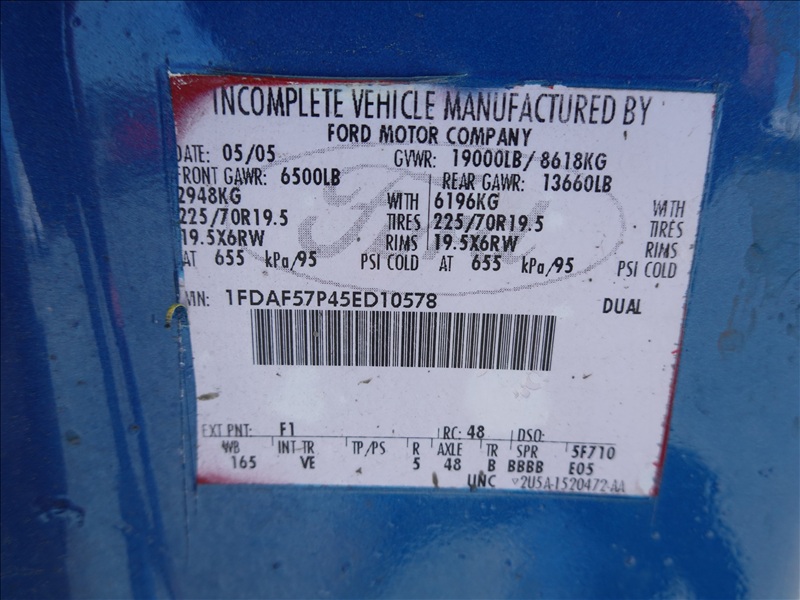 INCOMPLETE VEHICLE MANUFACTURED BY
FORD MOTOR COMPANY
DATE: 05/05 GVWR: 19000LB/ 8618KG
FRONT GAWR: 6500LB REAR GAWR: 13660LB
2948KG WITH 6196KG WITH
225/70R19.5 TIRES 225/70R19.5 TIRES
19.5X6RW RIMS 19.5X6RW RIMS
AT 655 kPa/95 PSI COLD AT 655 kPa/95 PSI COLD
VIN: 1FDAF57P45ED10578 DUAL
EXT PNT: F1 RC: 48 DSO:
WB INT TR TP/PS R AXLE TR SPR 5F710
165 VE 5 48 B BBBB E05
UNC V2U5A-1520472-AA